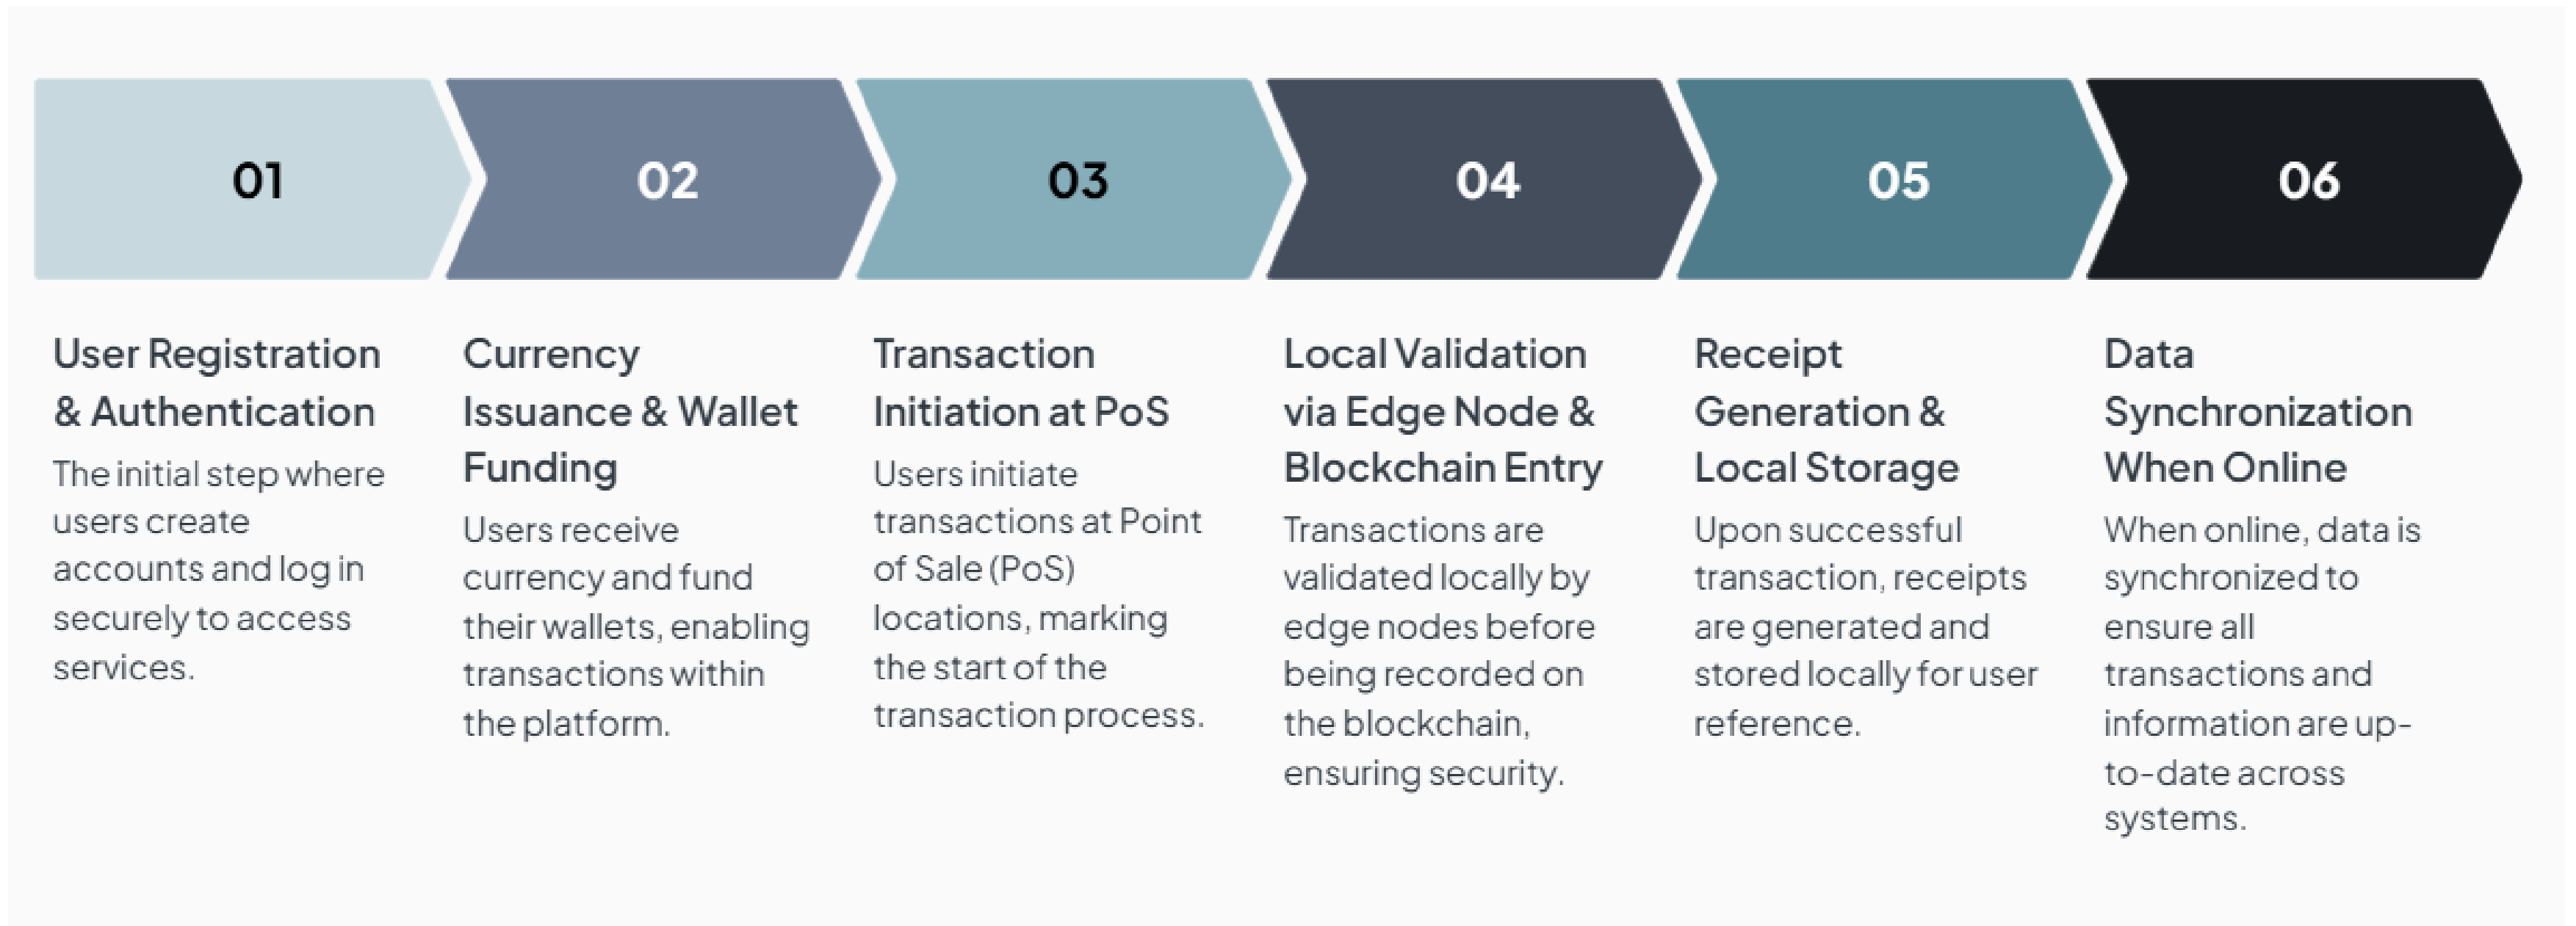 01
02
03
04
05
06
User Registration
& Authentication
The initial step where
users create
accounts and log in
securely to access
services.
Currency
Issuance & Wallet
Funding
Users receive
currency and fund
their wallets, enabling
transactions within
the platform.
Transaction
Initiation at PoS
Users initiate
transactions at Point
of Sale (PoS)
locations, marking
the start of the
transaction process.
Local Validation
via Edge Node &
Blockchain Entry
Transactions are
validated locally by
edge nodes before
being recorded on
the blockchain,
ensuring security.
Receipt
Generation &
Local Storage
Upon successful
transaction, receipts
are generated and
stored locally for user
reference.
Data
Synchronization
When Online
When online, data is
synchronized to
ensure all
transactions and
information are up-
to-date across
systems.